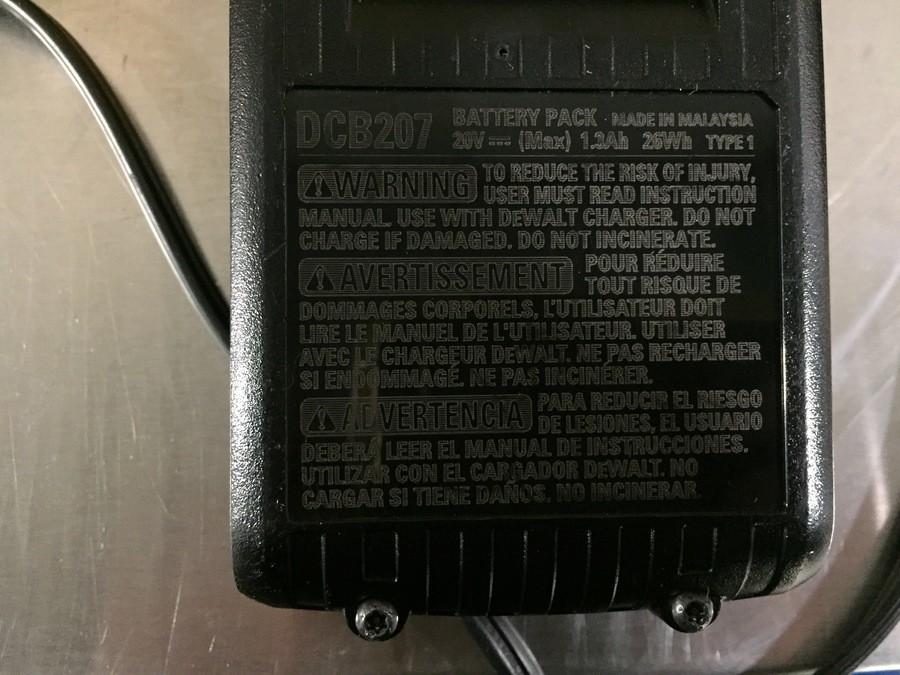 DCB207 BATTERY PACK MADE IN MALAYSIA
20V ⎓ (Max) 1.3Ah 26Wh TYPE 1
⚠WARNING TO REDUCE THE RISK OF INJURY,
USER MUST READ INSTRUCTION
MANUAL. USE WITH DEWALT CHARGER. DO NOT
CHARGE IF DAMAGED. DO NOT INCINERATE.
⚠AVERTISSEMENT POUR RÉDUIRE
TOUT RISQUE DE
DOMMAGES CORPORELS, L'UTILISATEUR DOIT
LIRE LE MANUEL DE L'UTILISATEUR. UTILISER
AVEC LE CHARGEUR DEWALT. NE PAS RECHARGER
SI ENDOMMAGÉ. NE PAS INCINÉRER.
⚠ADVERTENCIA PARA REDUCIR EL RIESGO
DE LESIONES, EL USUARIO
DEBERÁ LEER EL MANUAL DE INSTRUCCIONES.
UTILIZAR CON EL CARGADOR DEWALT. NO
CARGAR SI TIENE DAÑOS. NO INCINERAR.